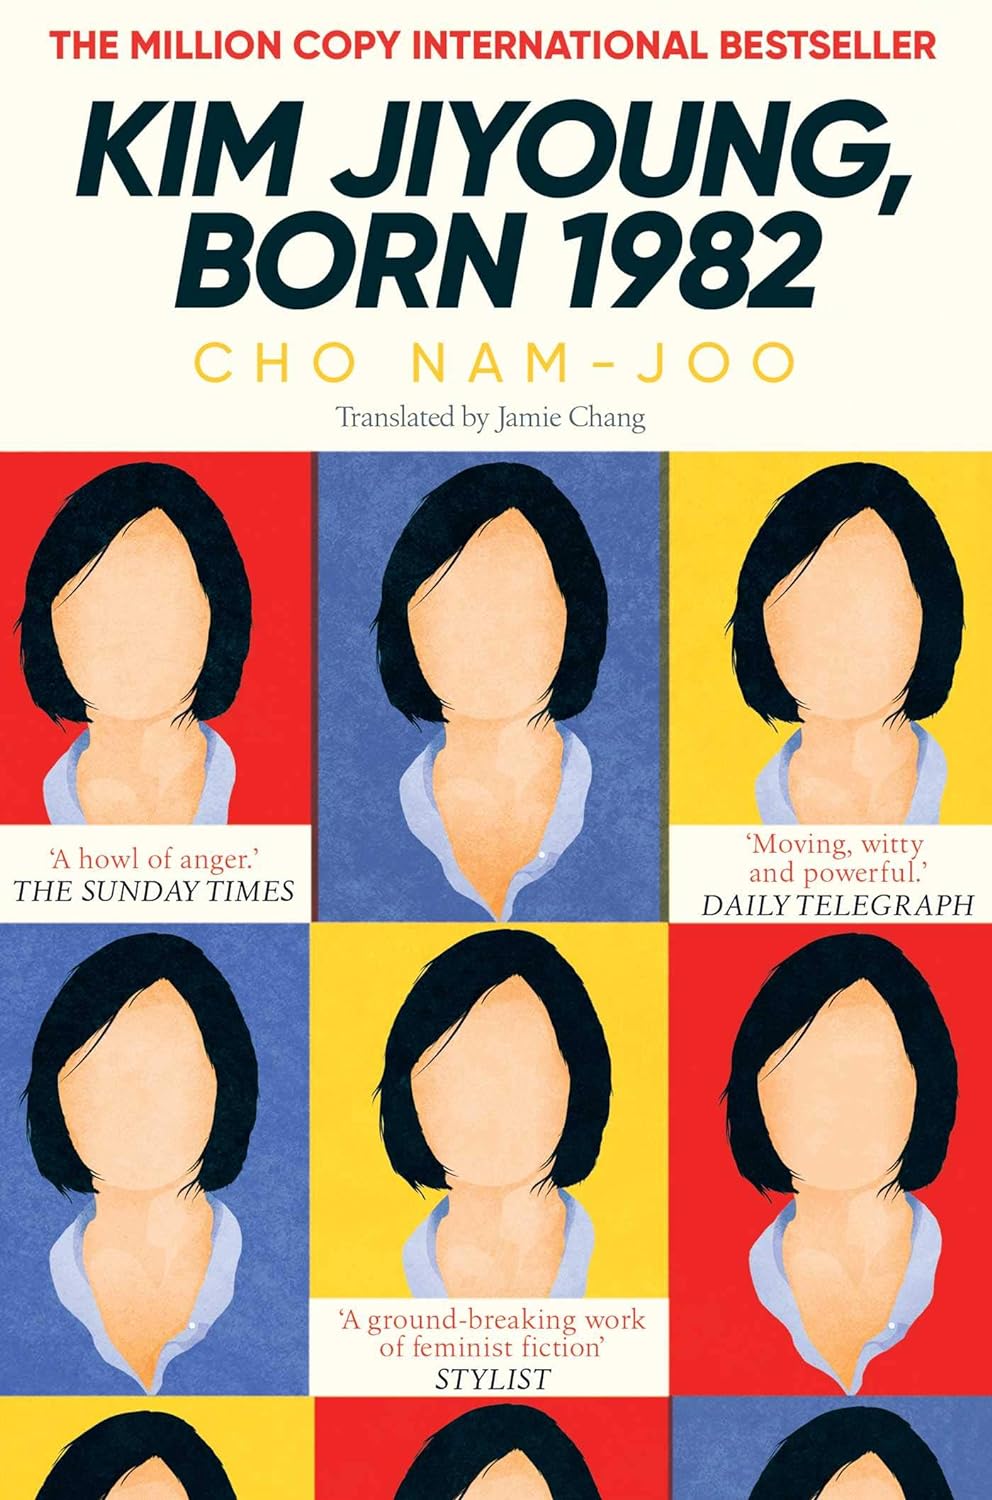 THE MILLION COPY INTERNATIONAL BESTSELLER
KIM JIYOUNG,
BORN 1982
CHO NAM-JOO
Translated by Jamie Chang
‘A howl of anger.’
THE SUNDAY TIMES
‘Moving, witty
and powerful.’
DAILY TELEGRAPH
‘A ground-breaking work
of feminist fiction’
STYLIST